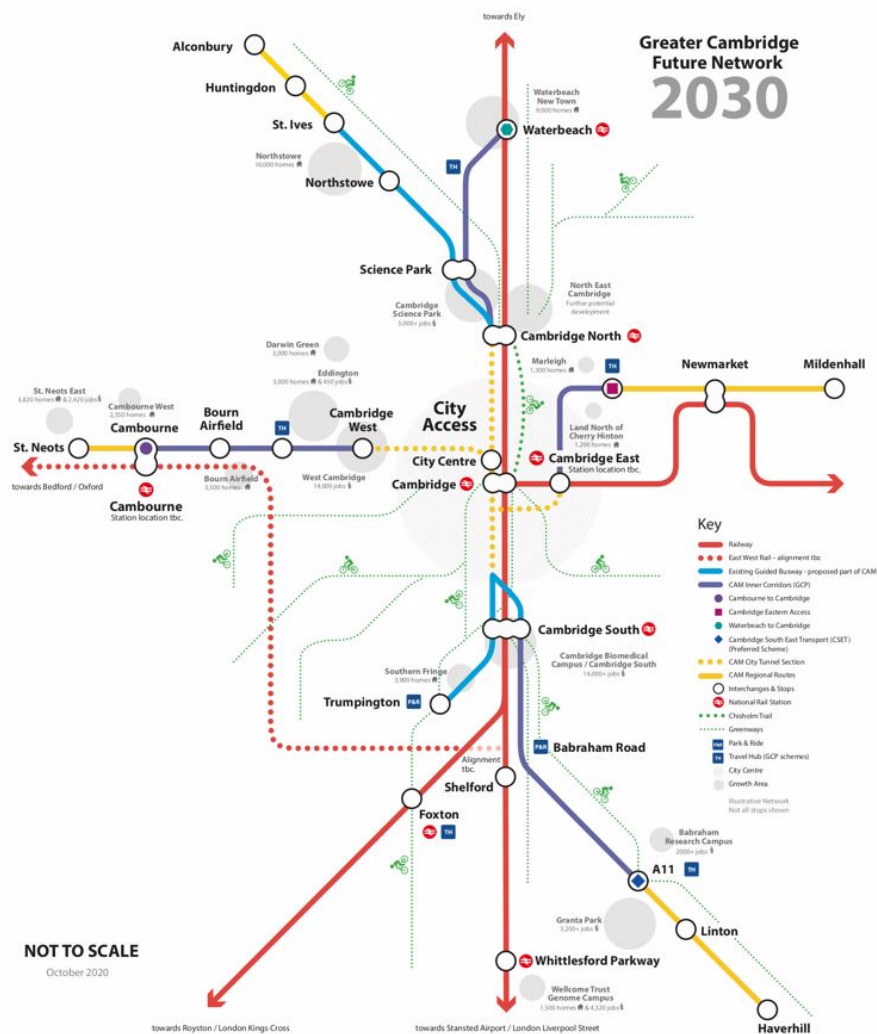 towards Ely
Greater Cambridge
Future Network
2030
Alconbury
Huntingdon
St. Ives
Northstowe
10,000 homes
Northstowe
Waterbeach
New Town
9,000 homes
Waterbeach
TH
Science Park
Cambridge
Science Park
5,000+ jobs
North East
Cambridge
Further potential
development
Cambridge North
Darwin Green
3,000 homes
Eddington
3,000 homes & 450 jobs
Marleigh
1,300 homes
TH
Newmarket
Mildenhall
St. Neots East
3,820 homes & 2,420 jobs
Cambourne West
2,350 homes
Cambourne
Bourn
Airfield
TH
Cambridge
West
City
Access
Land North of
Cherry Hinton
1,200 homes
St. Neots
City Centre
Cambridge East
Station location tbc.
towards Bedford / Oxford
Cambourne
Station location tbc.
Bourn Airfield
3,500 homes
West Cambridge
14,000 jobs
Cambridge
Key
Railway
East West Rail – alignment tbc
Existing Guided Busway - proposed part of CAM
CAM Inner Corridors (GCP)
Cambourne to Cambridge
Cambridge Eastern Access
Waterbeach to Cambridge
Cambridge South East Transport (CSET)
(Preferred Scheme)
CAM City Tunnel Section
CAM Regional Routes
Interchanges & Stops
National Rail Station
Chisholm Trail
Greenways
P&R Park & Ride
TH Travel Hub (GCP schemes)
City Centre
Growth Area
Illustrative Network
Not all stops shown
Cambridge South
Cambridge Biomedical
Campus / Cambridge South
14,000+ jobs
Southern Fringe
3,900 homes
Trumpington P&R
P&R Babraham Road
Alignment
tbc.
Shelford
Foxton
TH
Babraham
Research Campus
2000+ jobs
A11 TH
Granta Park
3,200+ jobs
Linton
NOT TO SCALE
October 2020
Whittlesford Parkway
Wellcome Trust
Genome Campus
1,500 homes & 4,320 jobs
Haverhill
towards Royston / London Kings Cross
towards Stansted Airport / London Liverpool Street